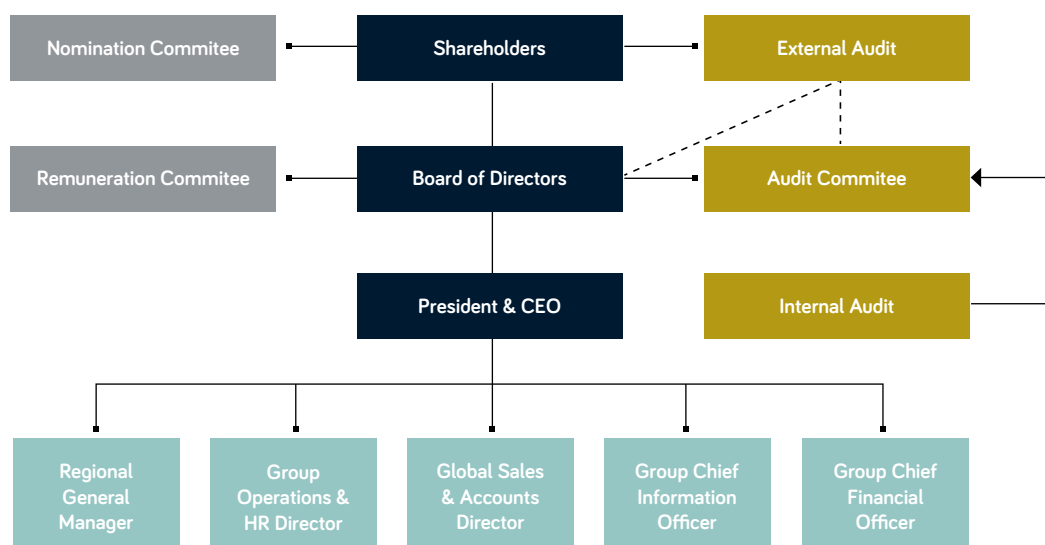 Nomination Commitee
Shareholders
External Audit
Remuneration Commitee
Board of Directors
Audit Commitee
President & CEO
Internal Audit
Regional
General
Manager
Group
Operations &
HR Director
Global Sales
& Accounts
Director
Group Chief
Information
Officer
Group Chief
Financial
Officer